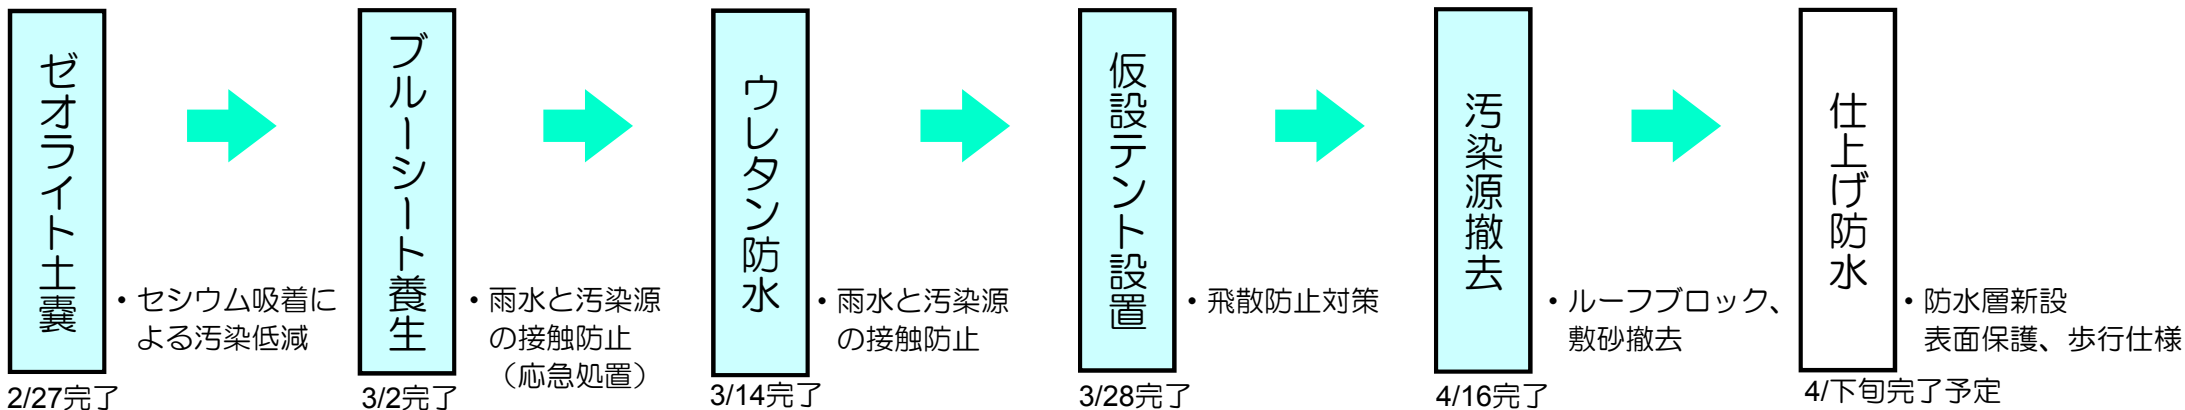 ゼオライト土嚢
・セシウム吸着に
よる汚染低減
2/27完了
ブルーシート養生
・雨水と汚染源
の接触防止
（応急処置）
3/2完了
ウレタン防水
・雨水と汚染源
の接触防止
3/14完了
仮設テント設置
・飛散防止対策
3/28完了
汚染源撤去
・ルーフブロック、
敷砂撤去
4/16完了
仕上げ防水
・防水層新設
表面保護、歩行仕様
4/下旬完了予定